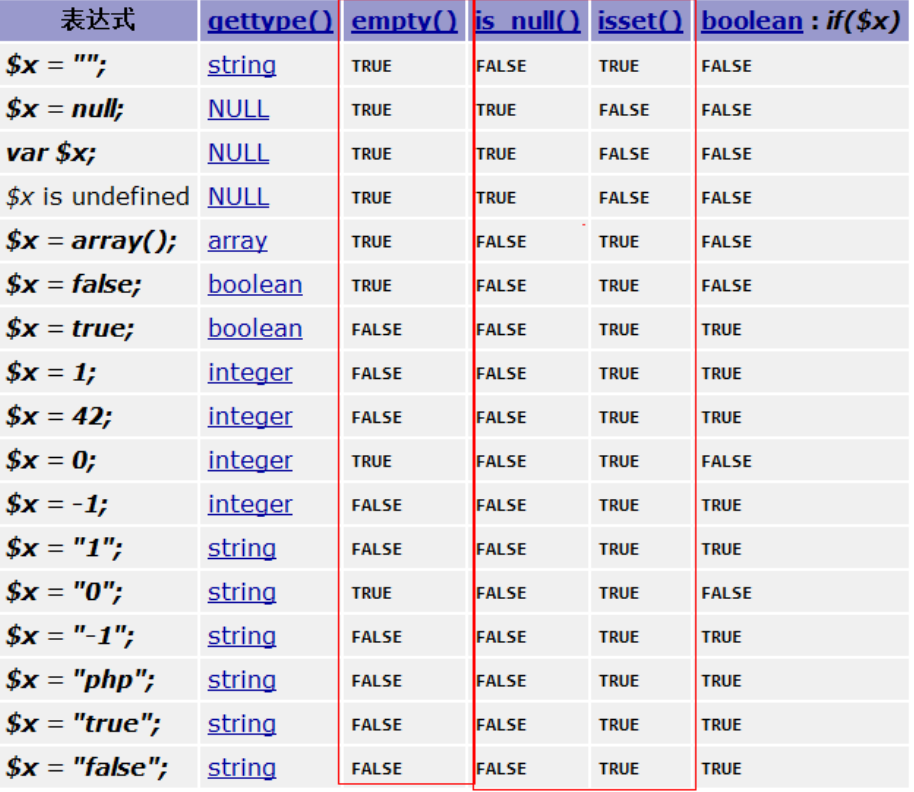 表达式 gettype() empty() is_null() isset() boolean : if($x)
$x = ""; string TRUE FALSE TRUE FALSE
$x = null; NULL TRUE TRUE FALSE FALSE
var $x; NULL TRUE TRUE FALSE FALSE
$x is undefined NULL TRUE TRUE FALSE FALSE
$x = array(); array TRUE FALSE TRUE FALSE
$x = false; boolean TRUE FALSE TRUE FALSE
$x = true; boolean FALSE FALSE TRUE TRUE
$x = 1; integer FALSE FALSE TRUE TRUE
$x = 42; integer FALSE FALSE TRUE TRUE
$x = 0; integer TRUE FALSE TRUE FALSE
$x = -1; integer FALSE FALSE TRUE TRUE
$x = "1"; string FALSE FALSE TRUE TRUE
$x = "0"; string TRUE FALSE TRUE FALSE
$x = "-1"; string FALSE FALSE TRUE TRUE
$x = "php"; string FALSE FALSE TRUE TRUE
$x = "true"; string FALSE FALSE TRUE TRUE
$x = "false"; string FALSE FALSE TRUE TRUE